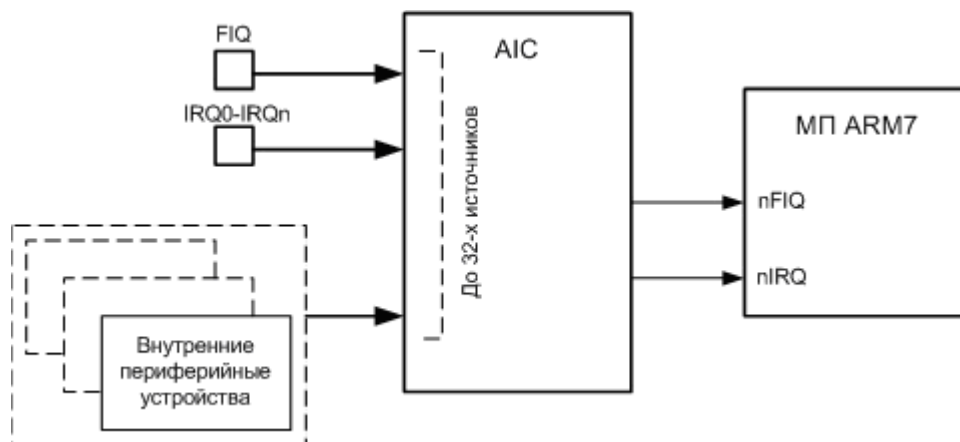 FIQ
IRQ0-IRQn
AIC
До 32-х источников
МП ARM7
nFIQ
nIRQ
Внутренние
периферийные
устройства